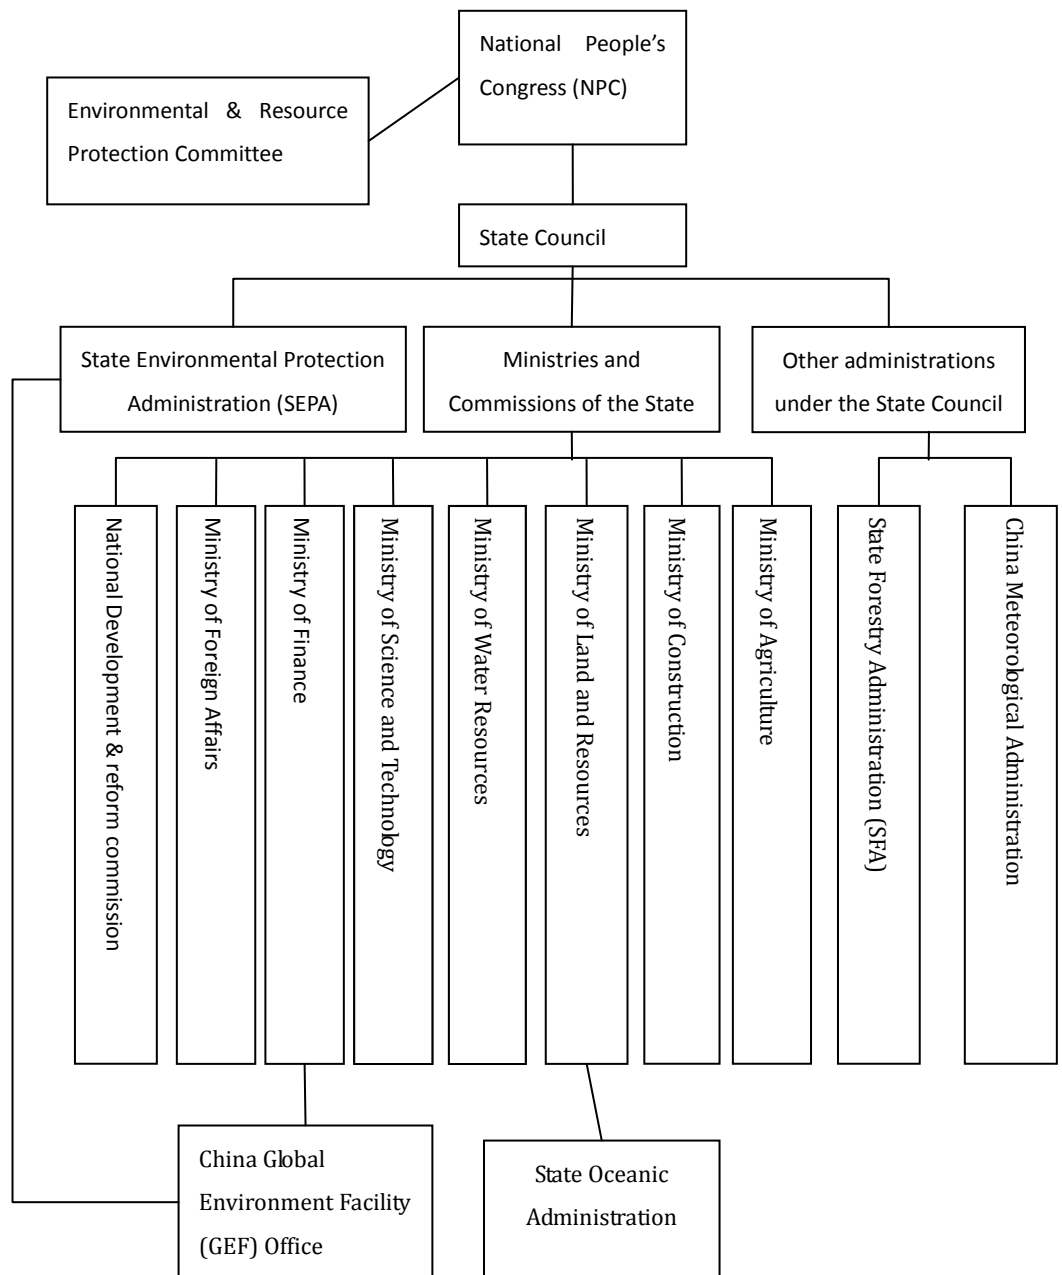 National People’s
Congress (NPC)
Environmental & Resource
Protection Committee
State Council
State Environmental Protection
Administration (SEPA)
Ministries and
Commissions of the State
Other administrations
under the State Council
National Development & reform commission
Ministry of Foreign Affairs
Ministry of Finance
Ministry of Science and Technology
Ministry of Water Resources
Ministry of Land and Resources
Ministry of Construction
Ministry of Agriculture
State Forestry Administration (SFA)
China Meteorological Administration
China Global
Environment Facility
(GEF) Office
State Oceanic
Administration